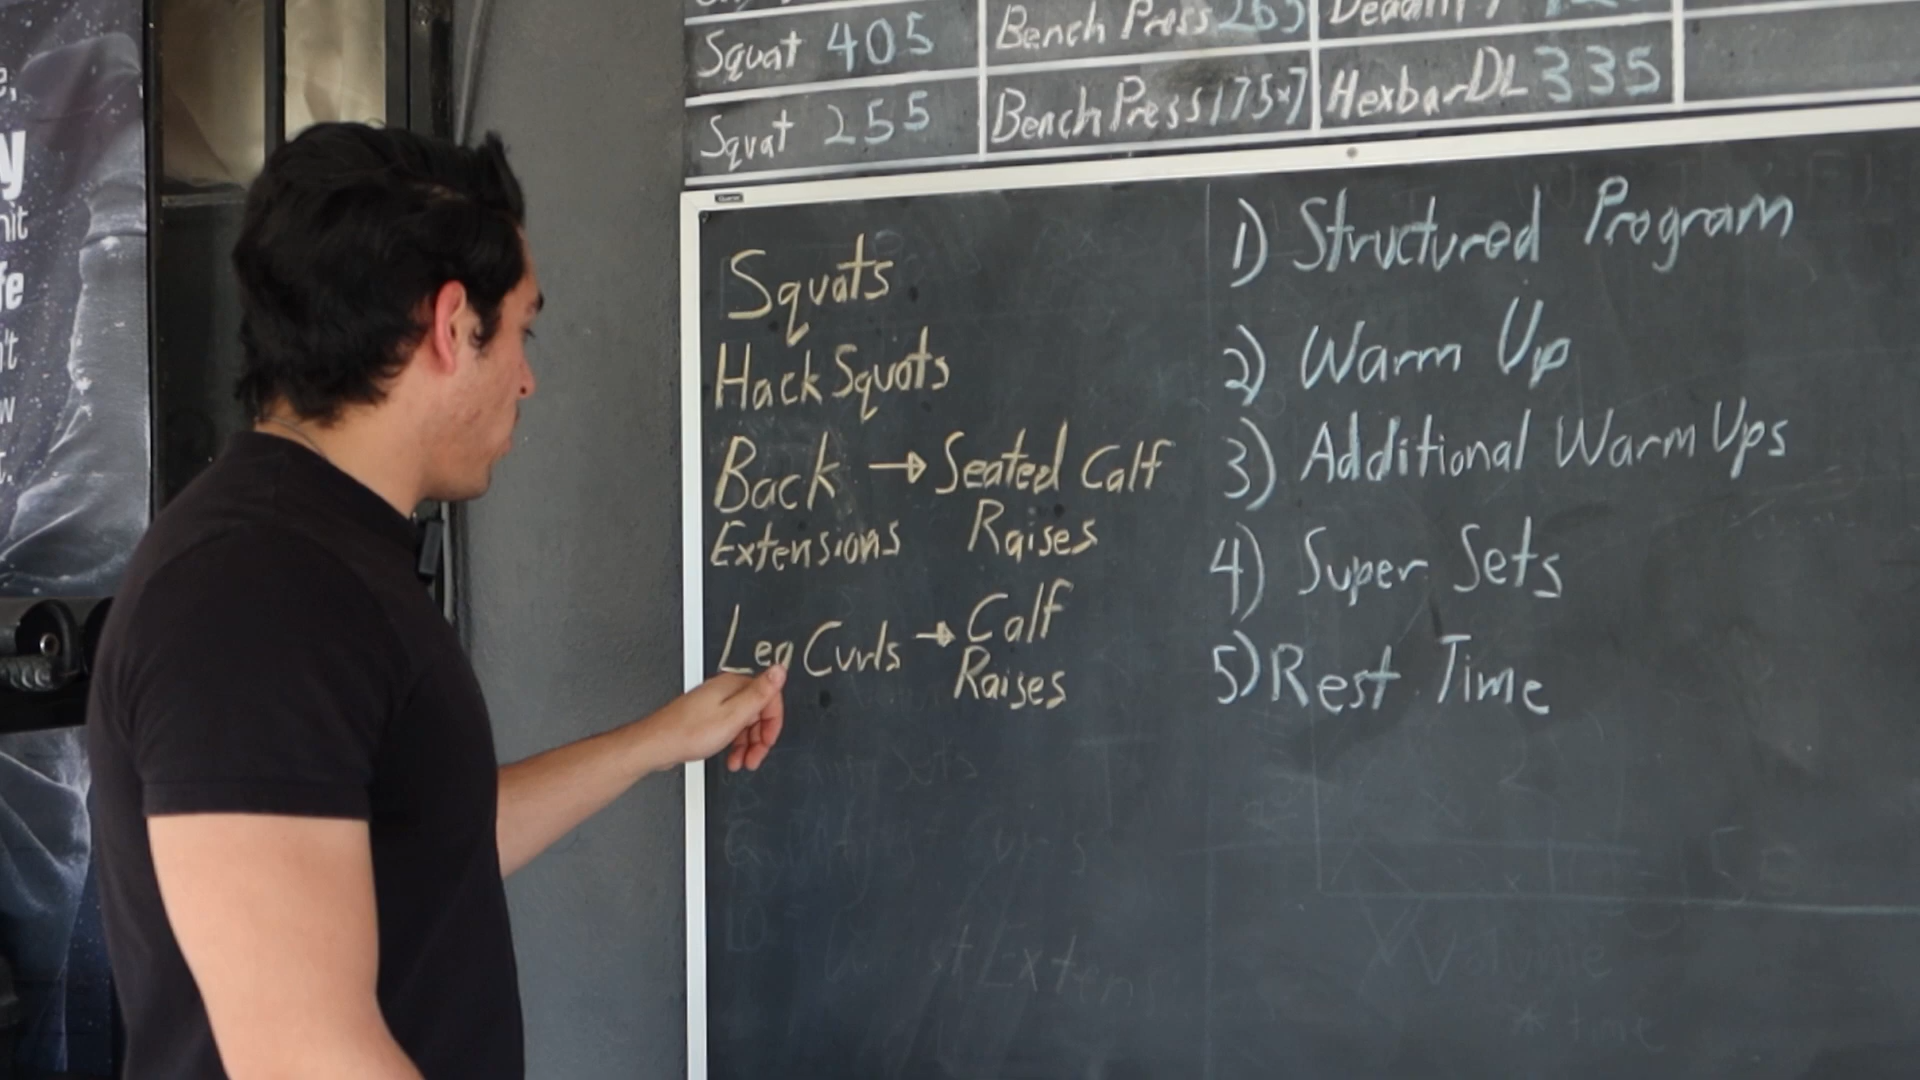 Squat 405 Bench Press 265
Squat 255 Bench Press 175x7 HexbarDL 335
Squats
Hack Squats
Back → Seated Calf
Extensions Raises
Leg Curls → Calf
Raises
1) Structured Program
2) Warm Up
3) Additional Warm Ups
4) Super Sets
5) Rest Time